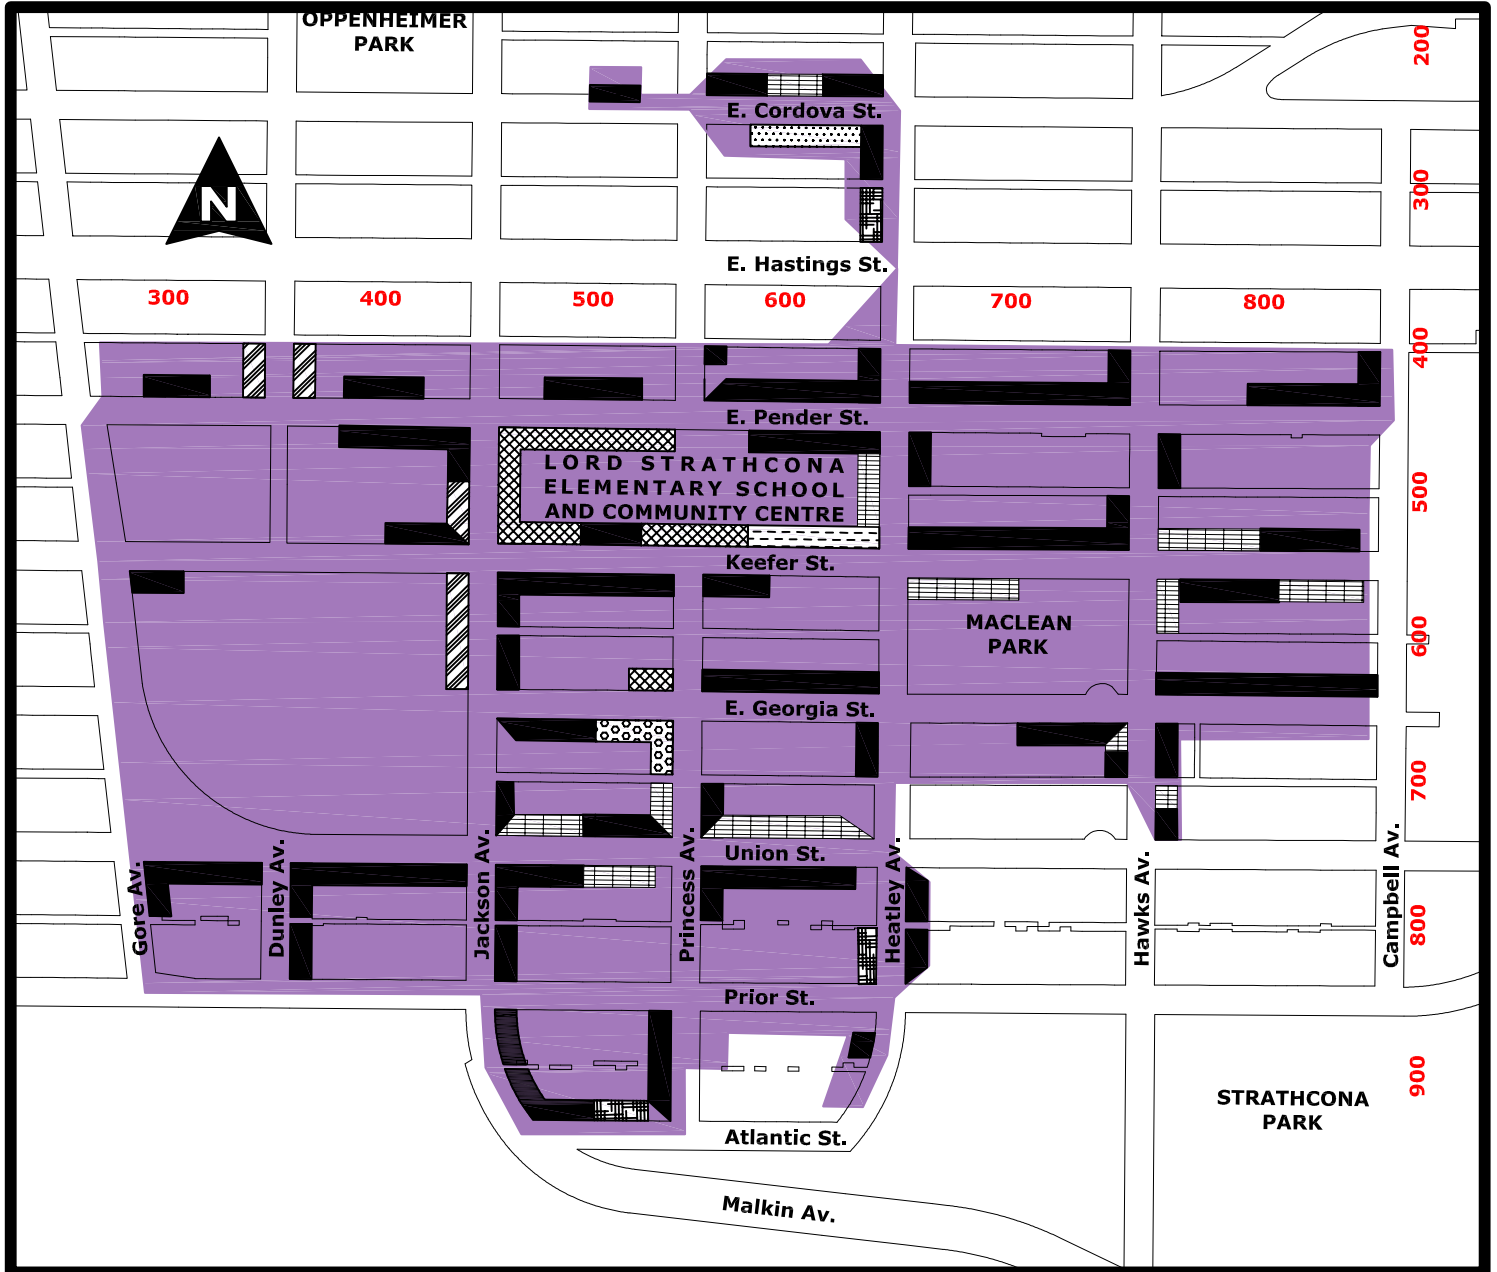 OPPENHEIMER
PARK
200
E. Cordova St.
N
300
E. Hastings St.
300
400
500
600
700
800
400
E. Pender St.
LORD STRATHCONA
ELEMENTARY SCHOOL
AND COMMUNITY CENTRE
500
Keefer St.
MACLEAN
PARK
600
E. Georgia St.
700
Union St.
Gore Av.
Dunley Av.
Jackson Av.
Princess Av.
Heatley Av.
Hawks Av.
Campbell Av.
800
Prior St.
900
STRATHCONA
PARK
Atlantic St.
Malkin Av.